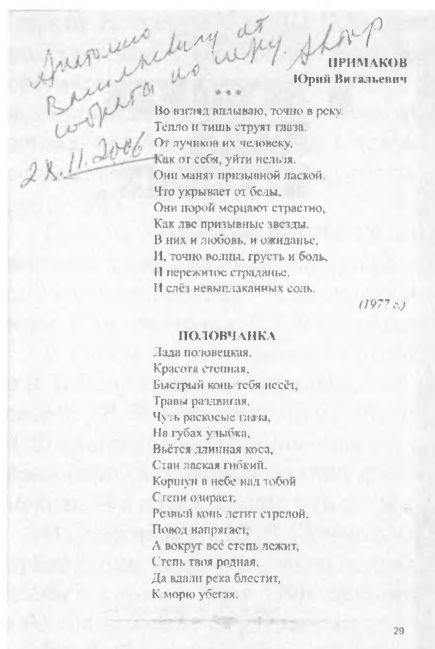 Анатолию
Васильевичу от
собрата по перу Автор
28.11.2006
ПРИМАКОВ
Юрий Витальевич
***
Во взгляд вплываю, точно в реку.
Тепло и тишь струят глаза.
От лучиков их человеку,
Как от себя, уйти нельзя.
Они манят призывной лаской,
Что укрывает от беды,
Они порой мерцают страстно,
Как две призывные звезды.
В них и любовь, и ожиданье,
И, точно волны, грусть и боль,
И пережитое страданье,
И слёз невыплаканных соль.
(1977 г.)
ПОЛОВЧАНКА
Лада половецкая,
Красота степная,
Быстрый конь тебя несёт,
Травы раздвигая.
Чуть раскосые глаза,
На губах улыбка,
Вьётся длинная коса,
Стан лаская гибкий.
Коршун в небе над тобой
Степи озирает,
Резвый конь летит стрелой,
Повод напрягает,
А вокруг всё степь лежит,
Степь твоя родная,
Да вдали река блестит,
К морю убегая.
29